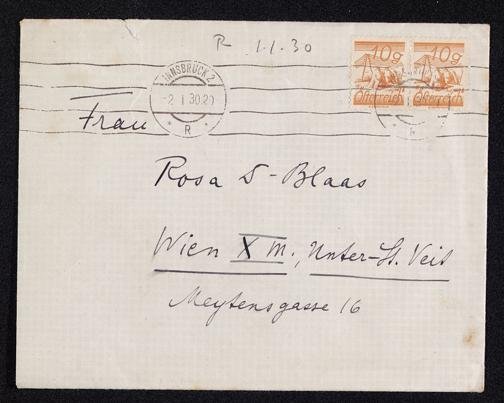 R 1.1.30
10g 10g
Österreich Österreich
INNSBRUCK 2
-2. I 30.20
* R *
Frau
Rosa S-Blaas
Wien XIII., Unter-St. Veit
Meytensgasse 16